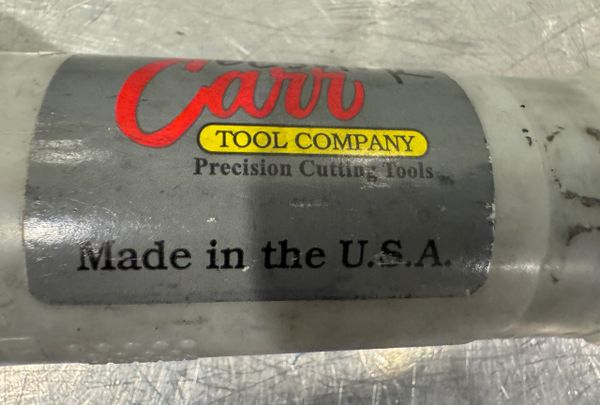 Carr
TOOL COMPANY
Precision Cutting Tools
Made in the U.S.A.